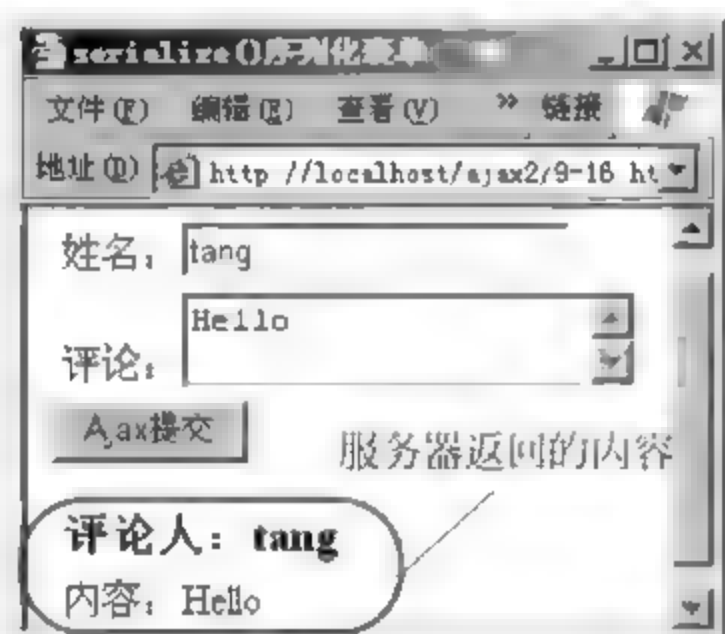 serialize()序列化表单
文件(F) 编辑(E) 查看(V) » 链接
地址(D) http //localhost/ajax2/9-16 ht
姓名: tang
Hello
评论:
Ajax提交
服务器返回的内容
评论人: tang
内容: Hello